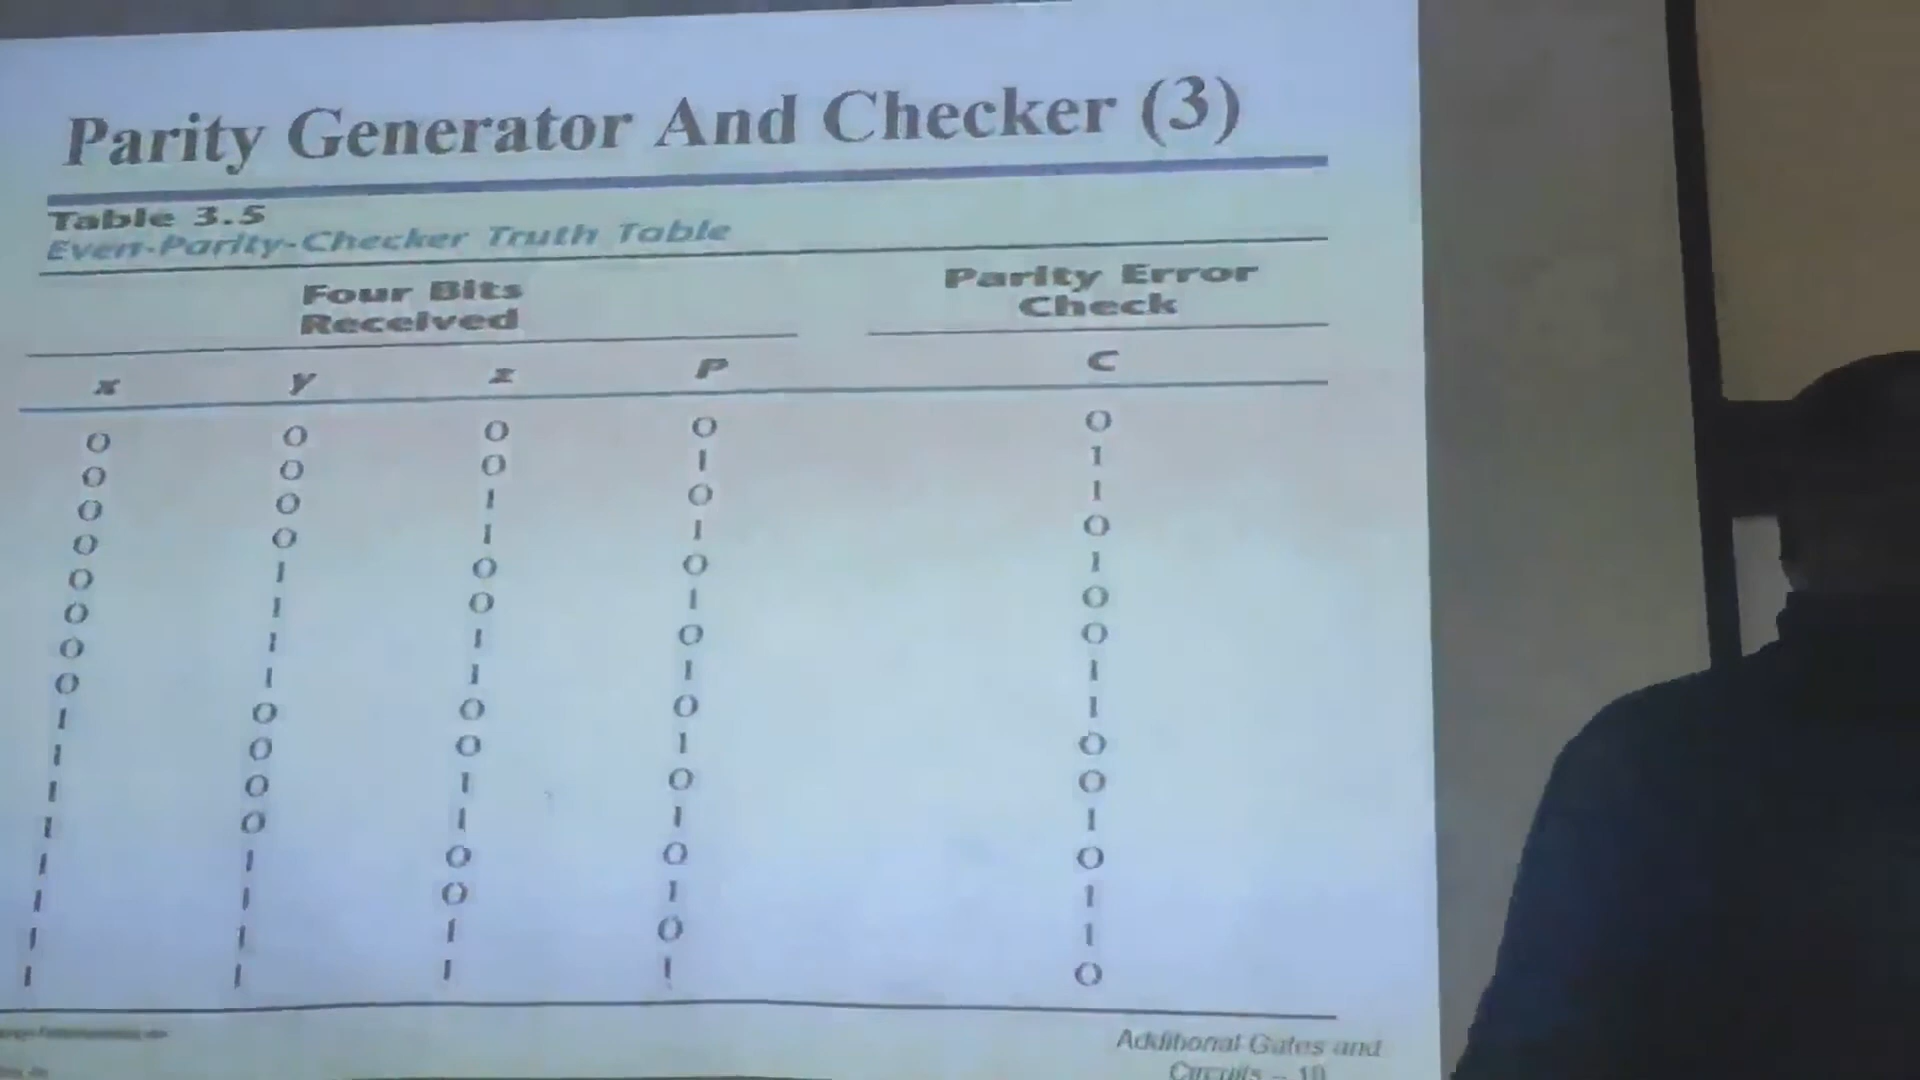 Parity Generator And Checker (3)
Table 3.5
Even-Parity-Checker Truth Table
Four Bits Received
Parity Error Check
x y z P C
0 0 0 0 0
0 0 0 1 1
0 0 1 0 1
0 0 1 1 0
0 1 0 0 1
0 1 0 1 0
0 1 1 0 0
0 1 1 1 1
1 0 0 0 1
1 0 0 1 0
1 0 1 0 0
1 0 1 1 1
1 1 0 0 0
1 1 0 1 1
1 1 1 0 1
1 1 1 1 0
Additional Gates and
Circuits – 10